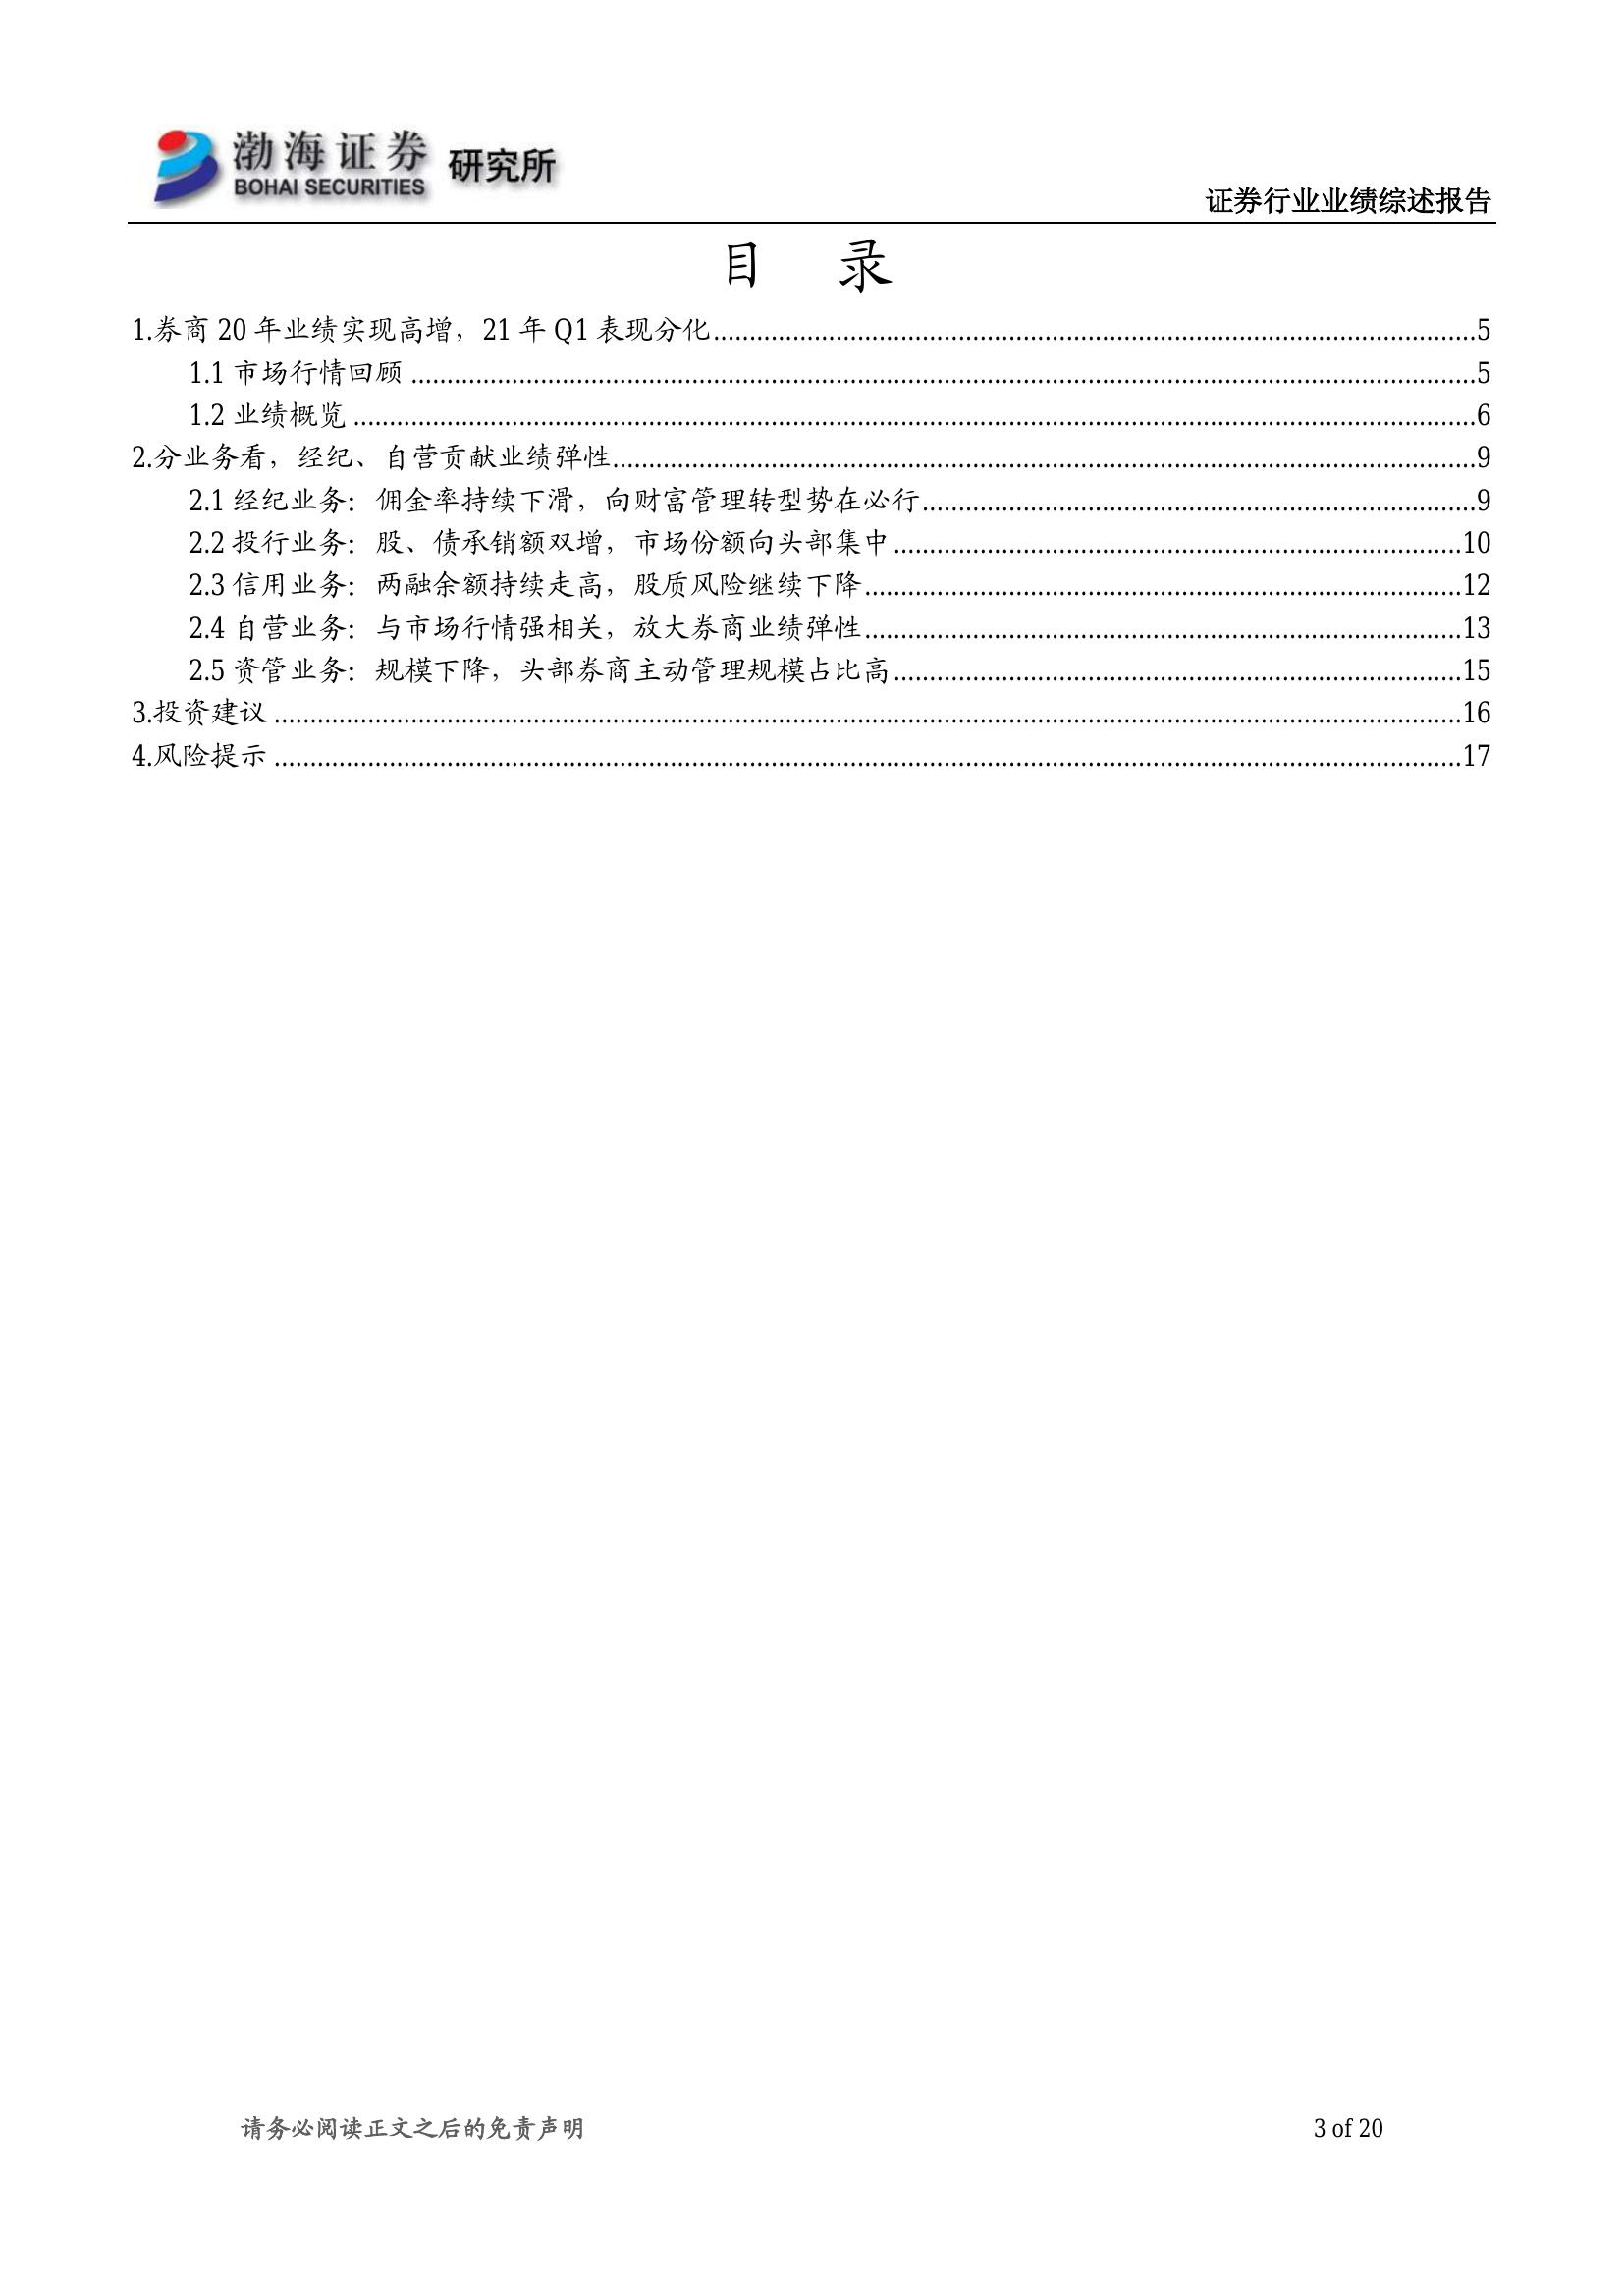 渤海证券 研究所
BOHAI SECURITIES
证券行业业绩综述报告
目 录
1.券商 20 年业绩实现高增，21 年 Q1 表现分化 5
1.1 市场行情回顾 5
1.2 业绩概览 6
2.分业务看，经纪、自营贡献业绩弹性 9
2.1 经纪业务：佣金率持续下滑，向财富管理转型势在必行 9
2.2 投行业务：股、债承销额双增，市场份额向头部集中 10
2.3 信用业务：两融余额持续走高，股质风险继续下降 12
2.4 自营业务：与市场行情强相关，放大券商业绩弹性 13
2.5 资管业务：规模下降，头部券商主动管理规模占比高 15
3.投资建议 16
4.风险提示 17
请务必阅读正文之后的免责声明 3 of 20